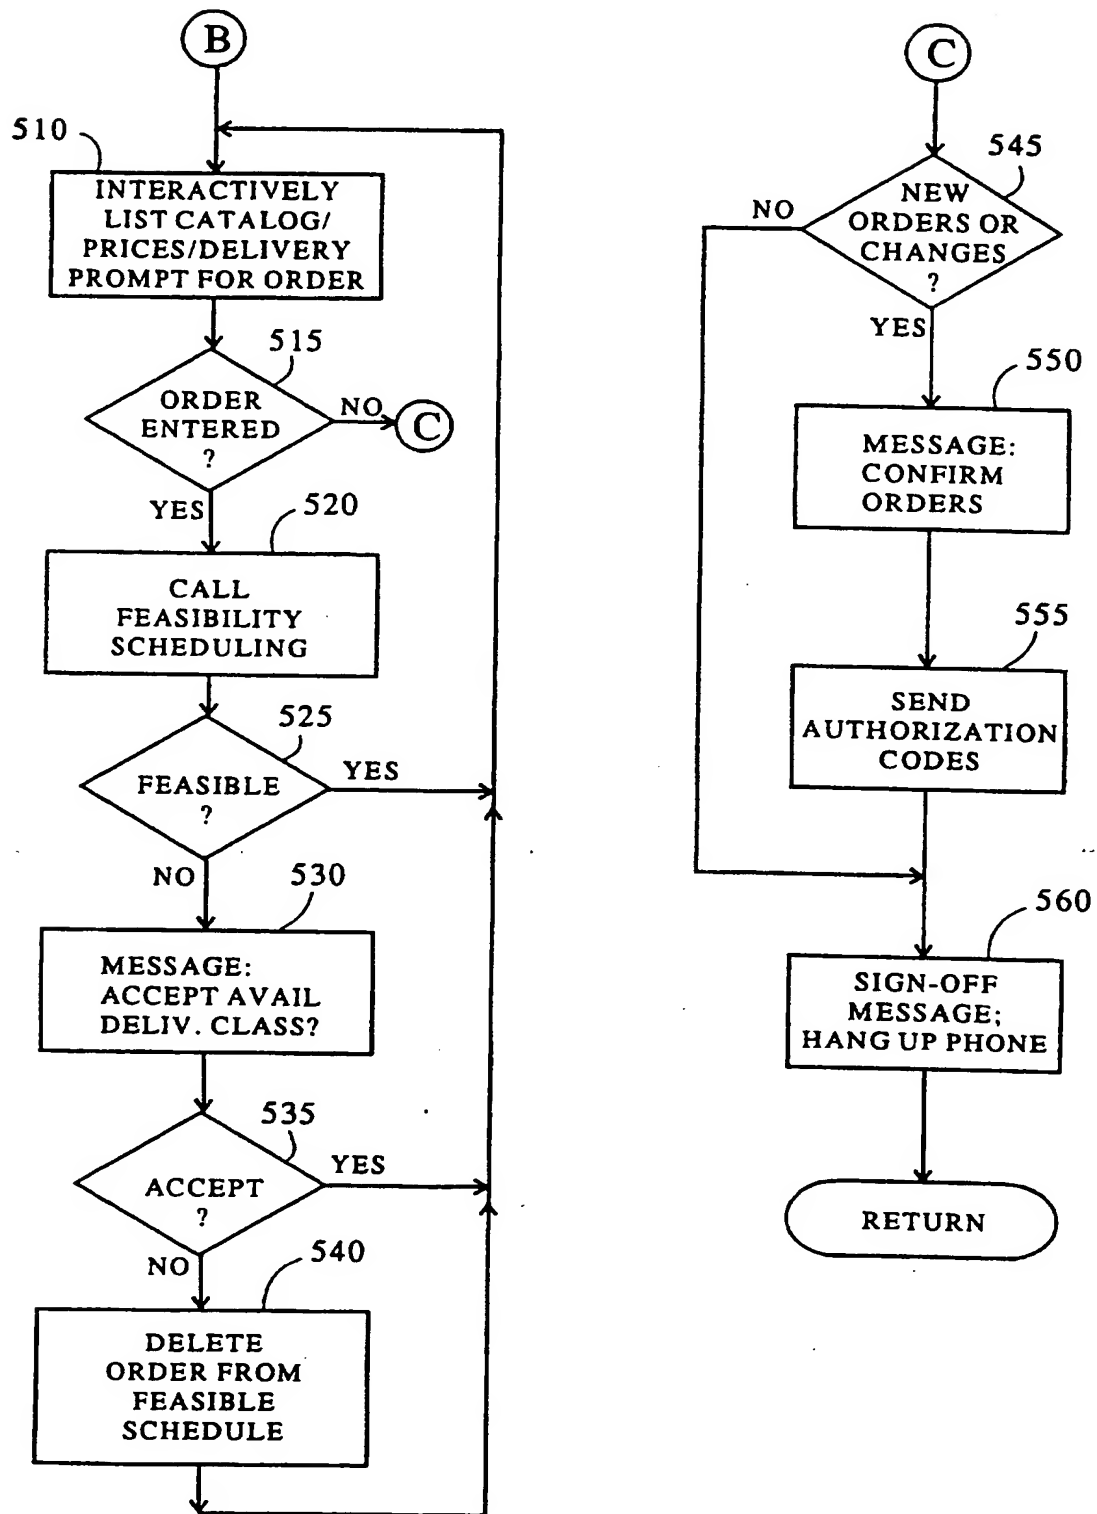 B
510
INTERACTIVELY
LIST CATALOG/
PRICES/DELIVERY
PROMPT FOR ORDER
515
ORDER
ENTERED
?
NO
C
YES
520
CALL
FEASIBILITY
SCHEDULING
525
FEASIBLE
?
YES
NO
530
MESSAGE:
ACCEPT AVAIL
DELIV. CLASS?
535
ACCEPT
?
YES
NO
540
DELETE
ORDER FROM
FEASIBLE
SCHEDULE
C
545
NEW
ORDERS OR
CHANGES
?
NO
YES
550
MESSAGE:
CONFIRM
ORDERS
555
SEND
AUTHORIZATION
CODES
560
SIGN-OFF
MESSAGE;
HANG UP PHONE
RETURN